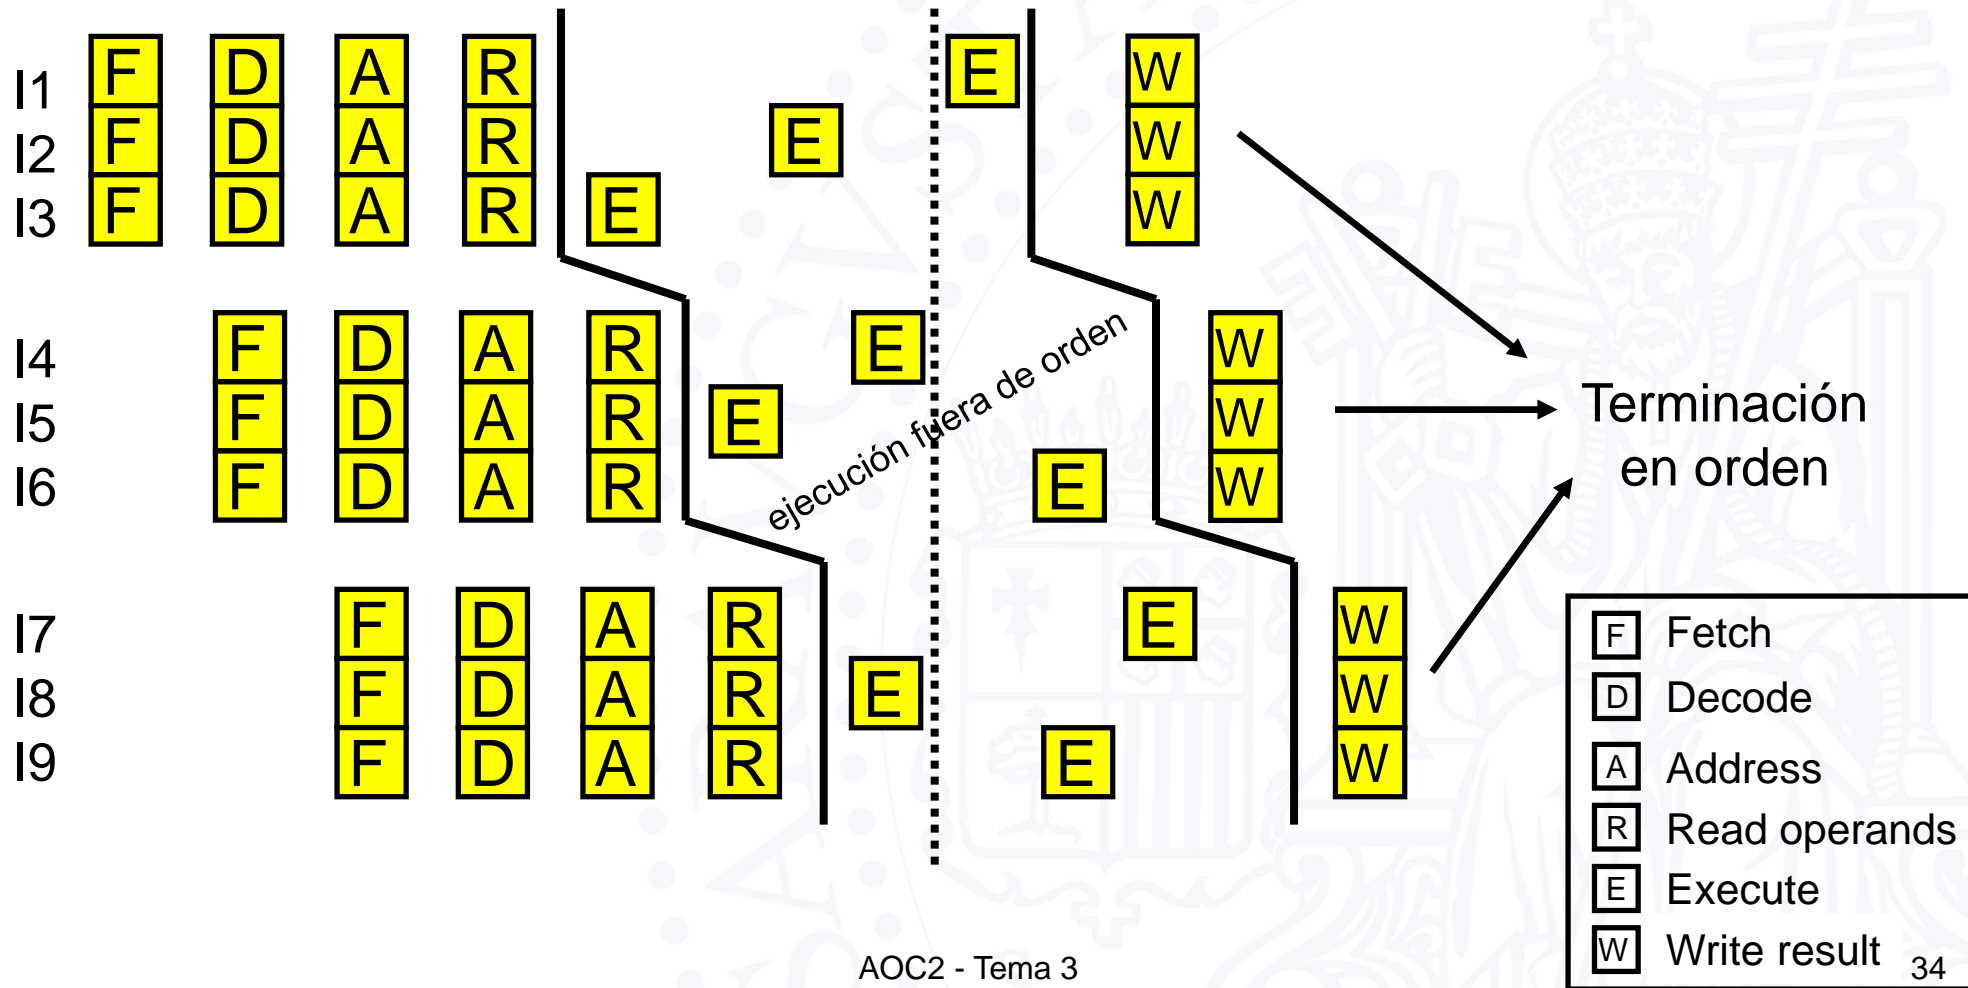 I1 F D A R E W
I2 F D A R E W
I3 F D A R E W
I4 F D A R E W
I5 F D A R E W
I6 F D A R E W
I7 F D A R E W
I8 F D A R E W
I9 F D A R E W
ejecución fuera de orden
Terminación
en orden
F Fetch
D Decode
A Address
R Read operands
E Execute
W Write result
AOC2 - Tema 3
34